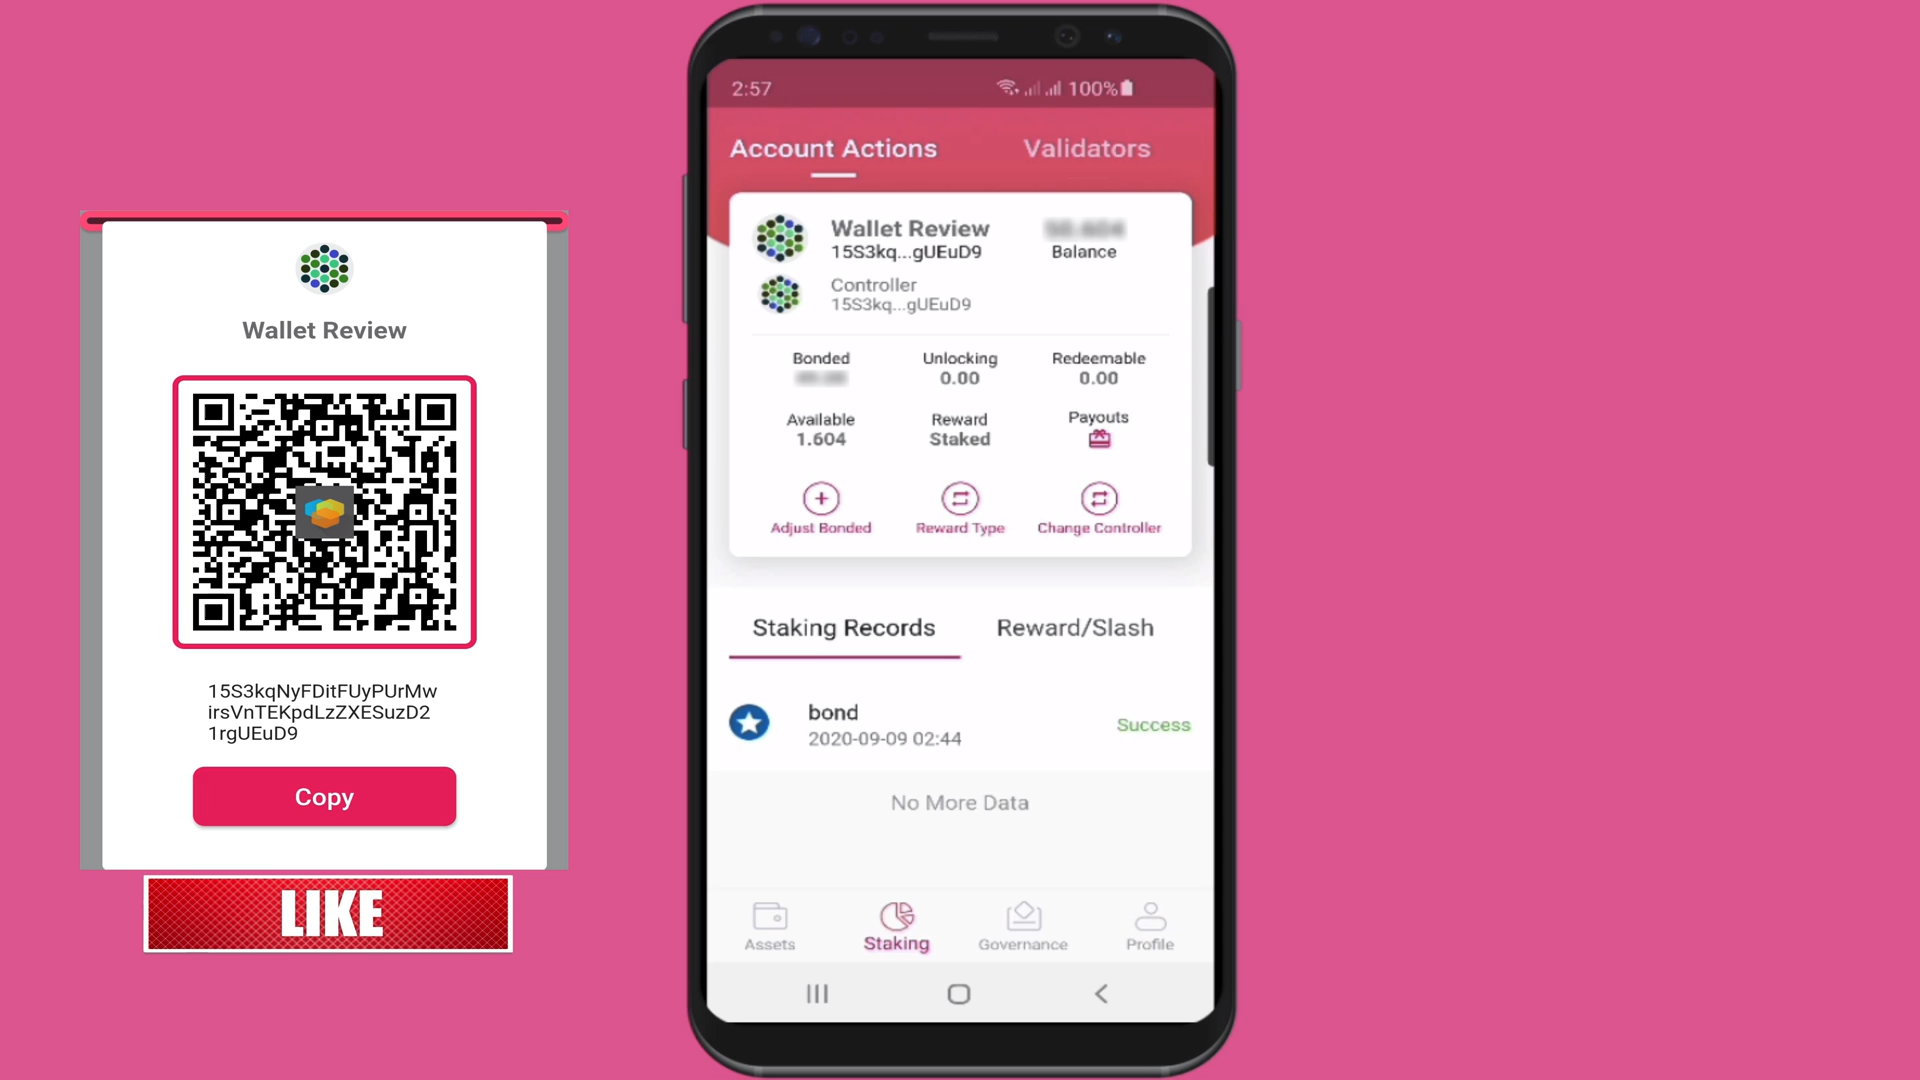 Wallet Review
15S3kqNyFDitFUyPUrMw
irsVnTEKpdLzZXESuzD2
1rgUEuD9
Copy
LIKE
2:57
100%
Account Actions
Validators
Wallet Review
15S3kq...gUEuD9
Balance
Controller
15S3kq...gUEuD9
Bonded
Unlocking
0.00
Redeemable
0.00
Available
1.604
Reward
Staked
Payouts
Adjust Bonded
Reward Type
Change Controller
Staking Records
Reward/Slash
bond
2020-09-09 02:44
Success
No More Data
Assets
Staking
Governance
Profile